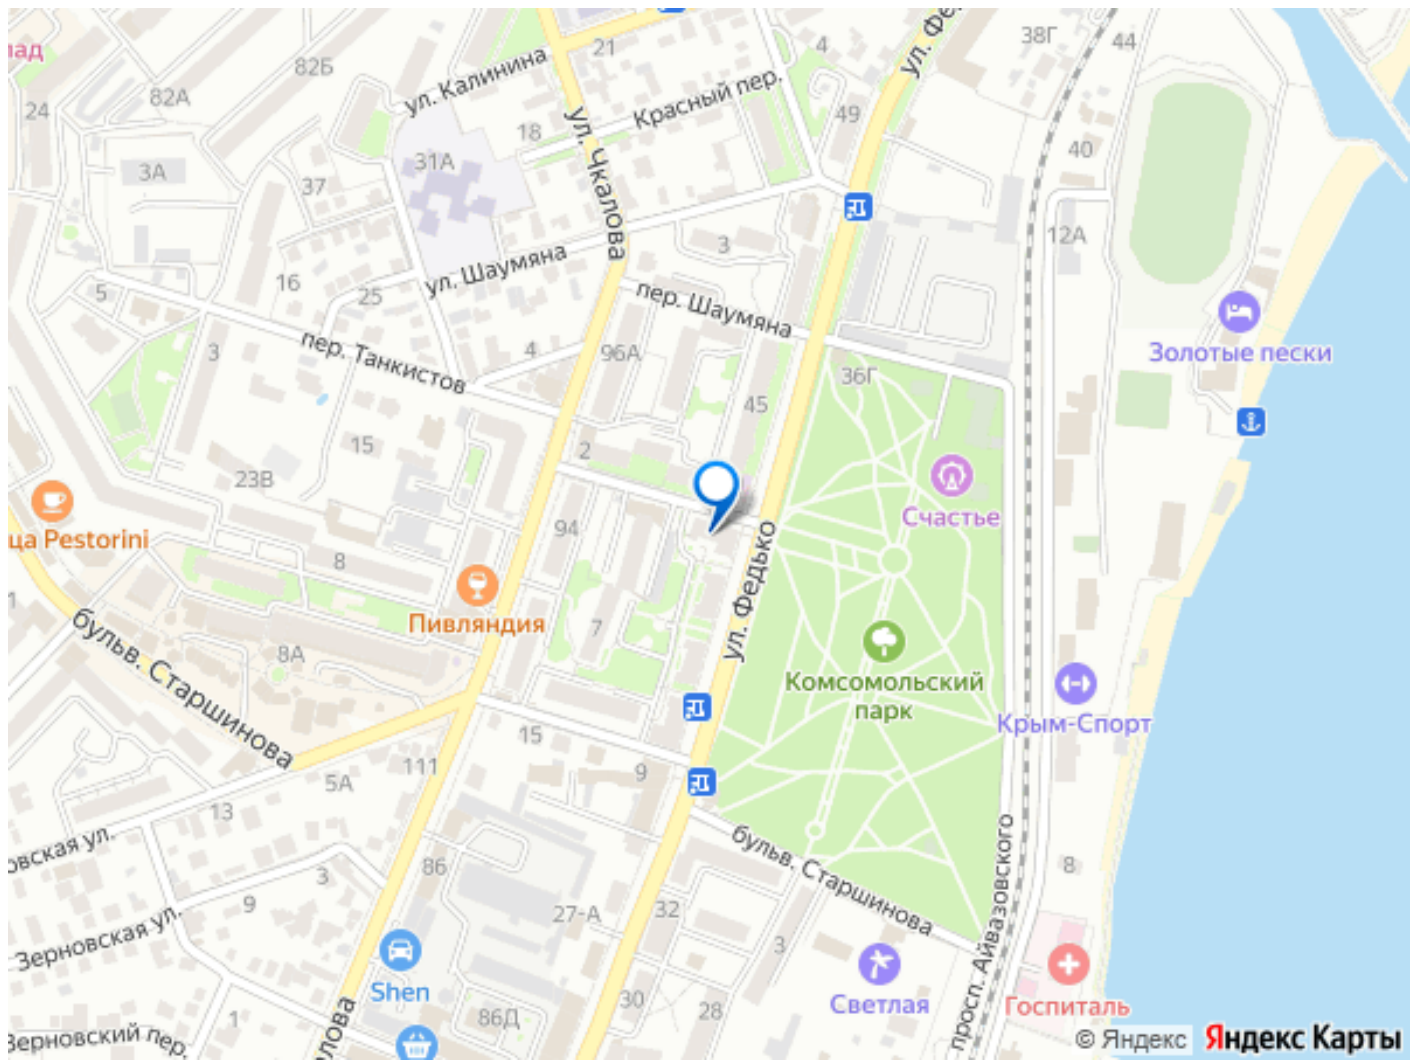 лад
24
82А
82Б
ул. Калинина
21
4
ул. Фе
38Г
44
Красный пер.
49
18
ул. Чкалова
3А
37
31А
40
3
12А
ул. Шаумяна
16
25
5
пер. Шаумяна
Золотые пески
3
пер. Танкистов
4
96А
36Г
45
15
2
23В
Счастье
ца Pestorini
94
8
ул. Федько
Пивляндия
7
бульв. Старшинова
8А
Комсомольский
парк
Крым-Спорт
15
111
5А
9
13
овская ул.
бульв. Старшинова
просп. Айвазовского
8
86
3
9
Зерновская ул.
27-А
32
3
Shen
Светлая
Госпиталь
30
28
86Д
1
Зерновский пер.
калова
© Яндекс Яндекс Карты